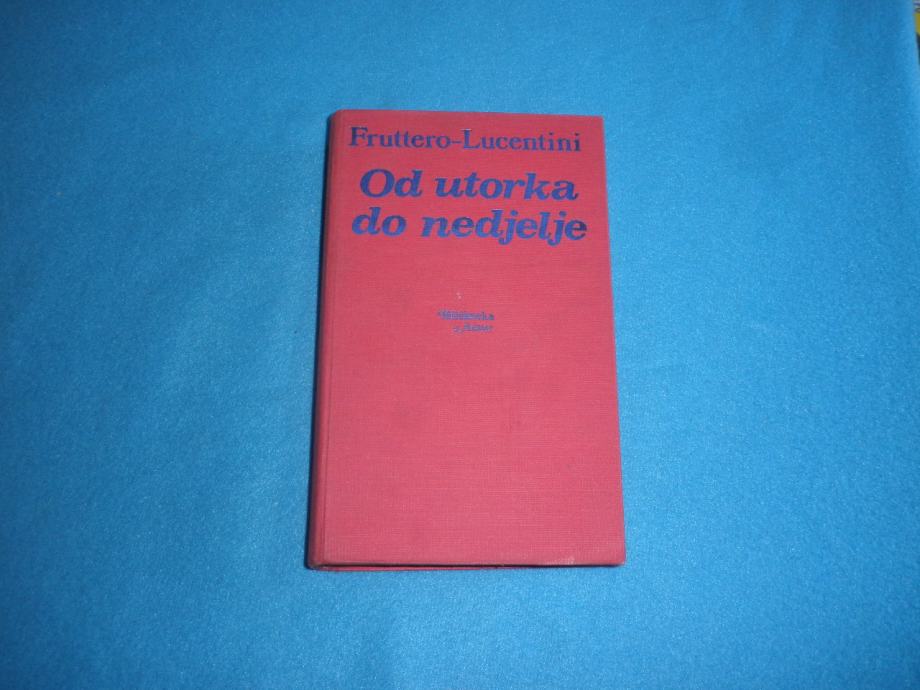 Fruttero-Lucentini
Od utorka
do nedjelje